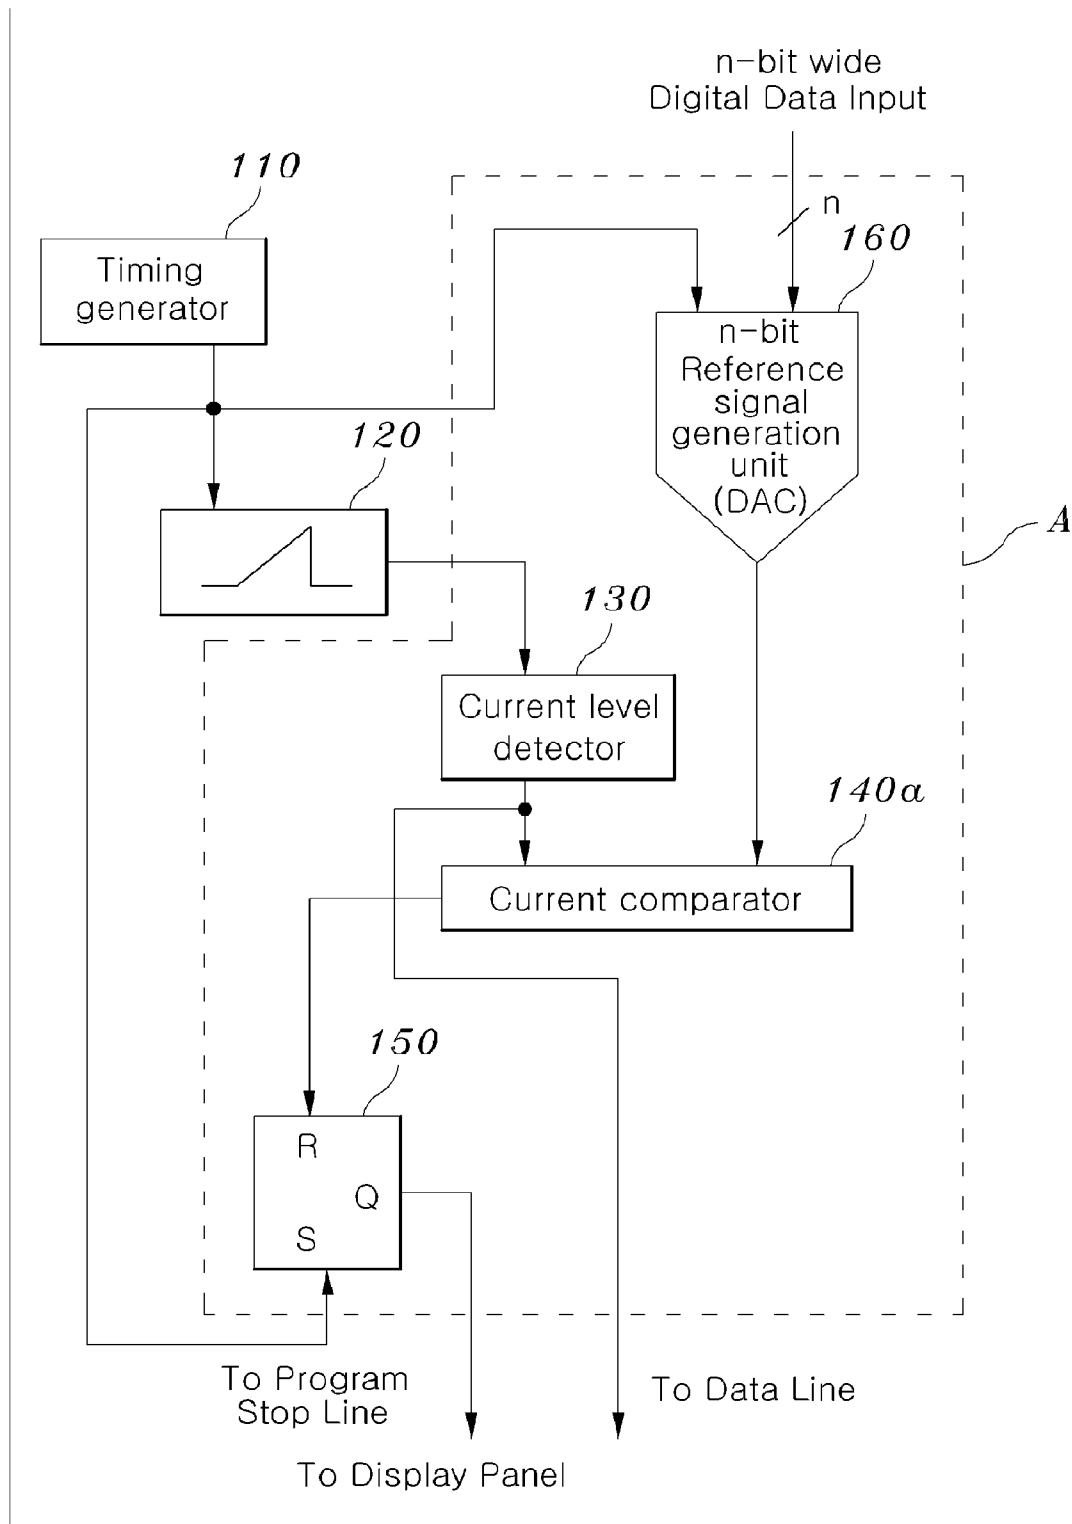 n-bit wide
Digital Data Input
110
n
160
Timing
generator
n-bit
Reference
signal
generation
unit
(DAC)
120
A
130
Current level
detector
140a
Current comparator
150
R
Q
S
To Program
Stop Line
To Data Line
To Display Panel